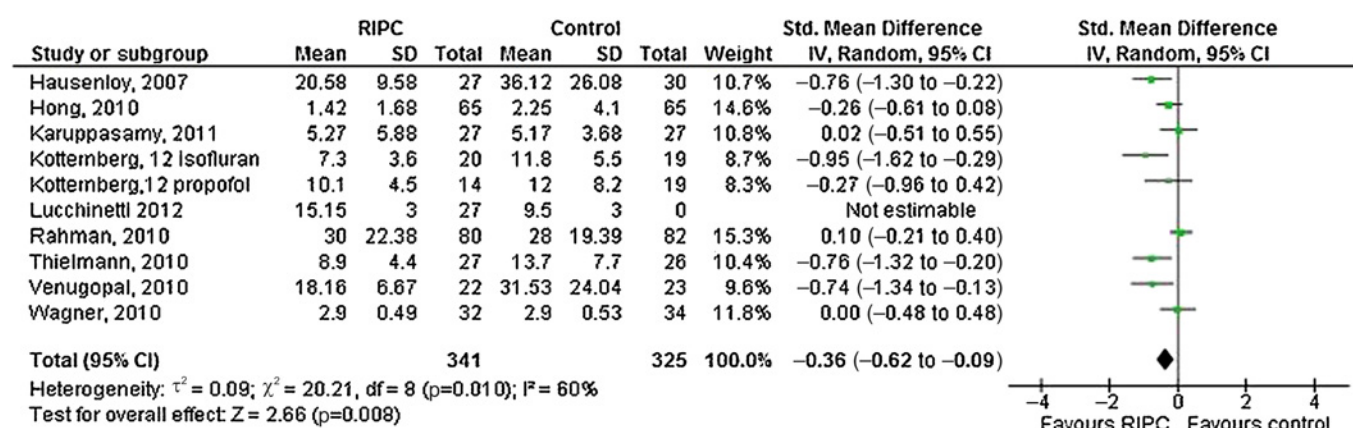 RIPC Control Std. Mean Difference Std. Mean Difference
Study or subgroup Mean SD Total Mean SD Total Weight IV, Random, 95% CI IV, Random, 95% CI
Hausenloy, 2007 20.58 9.58 27 36.12 26.08 30 10.7% −0.76 (−1.30 to −0.22)
Hong, 2010 1.42 1.68 65 2.25 4.1 65 14.6% −0.26 (−0.61 to 0.08)
Karuppasamy, 2011 5.27 5.88 27 5.17 3.68 27 10.8% 0.02 (−0.51 to 0.55)
Kotternberg, 12 isofluran 7.3 3.6 20 11.8 5.5 19 8.7% −0.95 (−1.62 to −0.29)
Kotternberg,12 propofol 10.1 4.5 14 12 8.2 19 8.3% −0.27 (−0.96 to 0.42)
Lucchinetti 2012 15.15 3 27 9.5 3 0 Not estimable
Rahman, 2010 30 22.38 80 28 19.39 82 15.3% 0.10 (−0.21 to 0.40)
Thielmann, 2010 8.9 4.4 27 13.7 7.7 26 10.4% −0.76 (−1.32 to −0.20)
Venugopal, 2010 18.16 6.67 22 31.53 24.04 23 9.6% −0.74 (−1.34 to −0.13)
Wagner, 2010 2.9 0.49 32 2.9 0.53 34 11.8% 0.00 (−0.48 to 0.48)
Total (95% CI) 341 325 100.0% −0.36 (−0.62 to −0.09)
Heterogeneity: τ² = 0.09; χ² = 20.21, df = 8 (p=0.010); I² = 60%
Test for overall effect: Z = 2.66 (p=0.008)
−4 −2 0 2 4
Favours RIPC Favours control